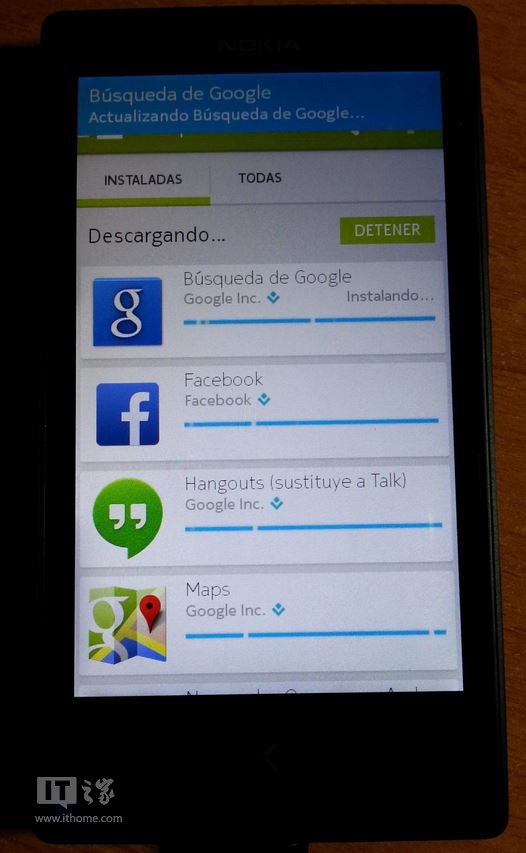 NOKIA
Búsqueda de Google
Actualizando Búsqueda de Google...
INSTALADAS
TODAS
Descargando...
DETENER
Búsqueda de Google
Google Inc.
Instalando...
Facebook
Facebook
Hangouts (sustituye a Talk)
Google Inc.
Maps
Google Inc.
IT之家
www.ithome.com